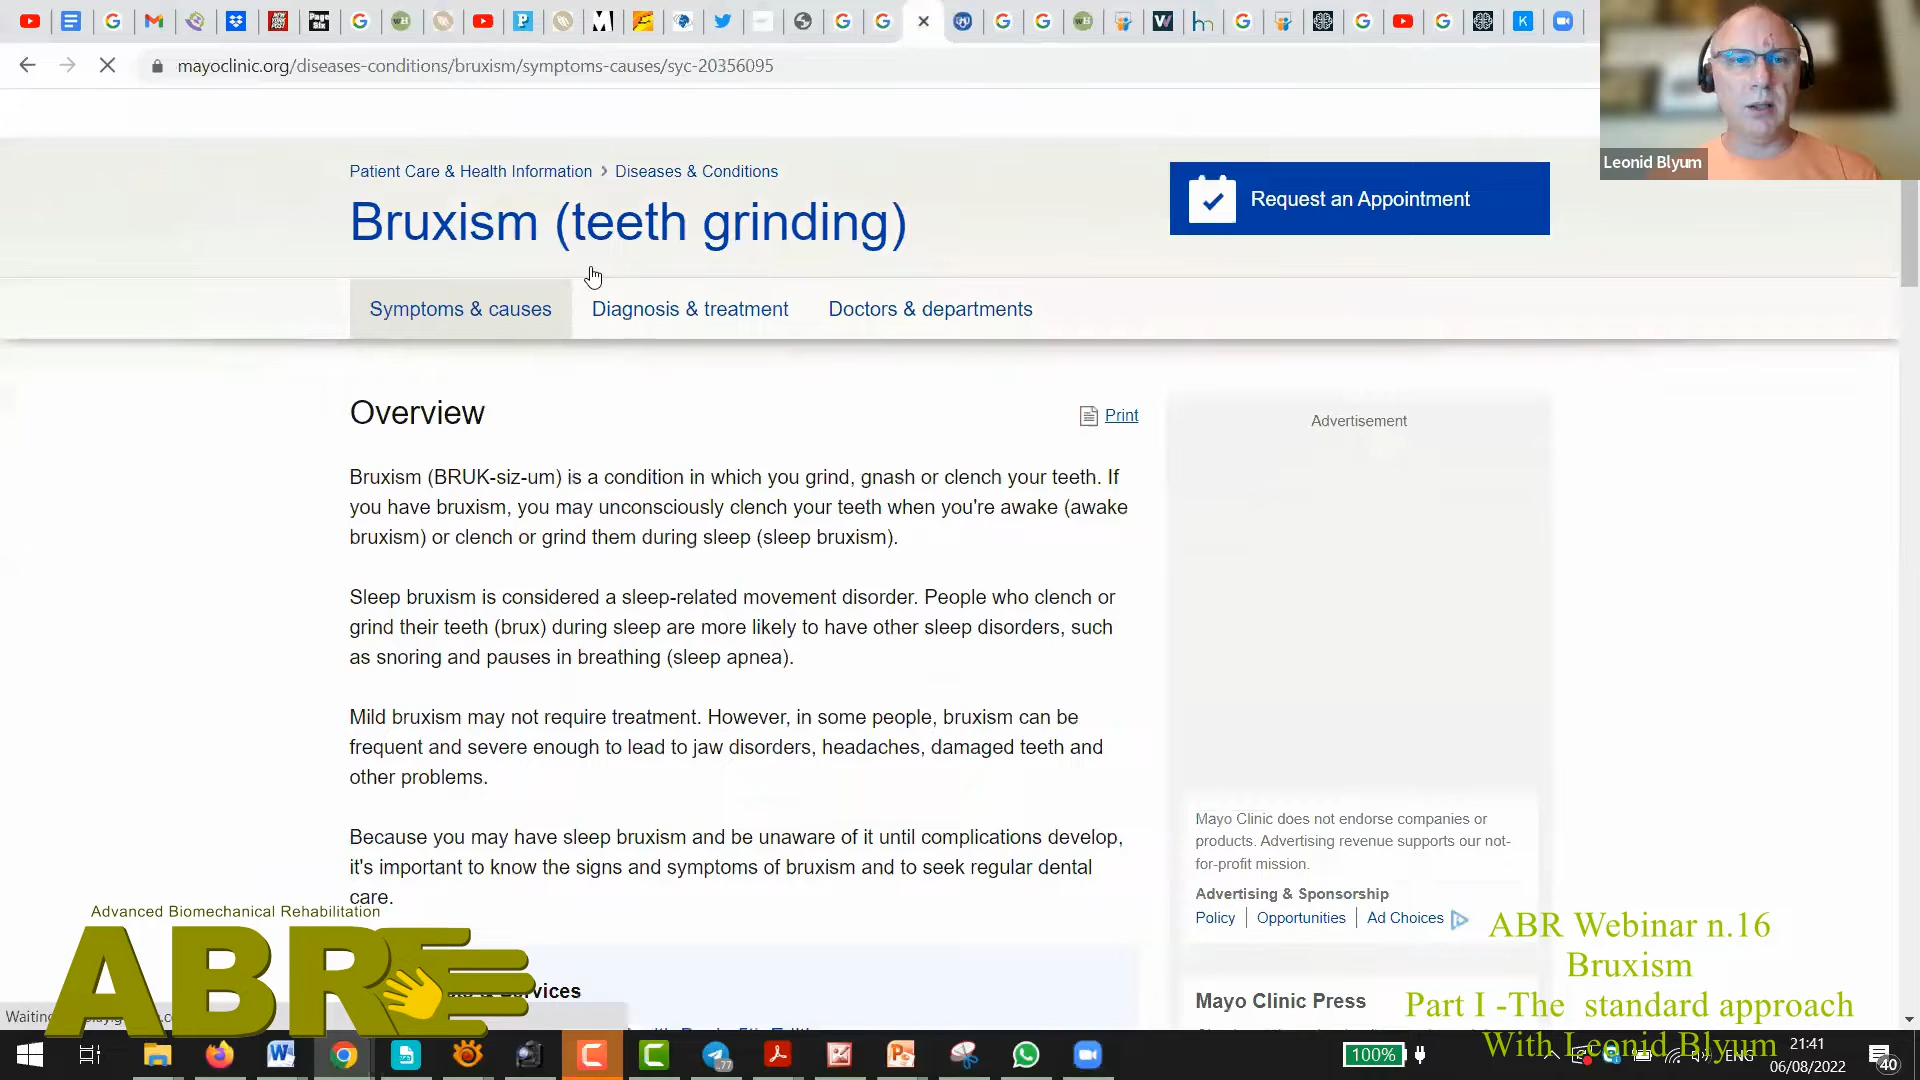 mayoclinic.org/diseases-conditions/bruxism/symptoms-causes/syc-20356095
Leonid Blyum
Patient Care & Health Information > Diseases & Conditions
Bruxism (teeth grinding)
Request an Appointment
Symptoms & causes
Diagnosis & treatment
Doctors & departments
Overview
Print
Advertisement
Bruxism (BRUK-siz-um) is a condition in which you grind, gnash or clench your teeth. If
you have bruxism, you may unconsciously clench your teeth when you're awake (awake
bruxism) or clench or grind them during sleep (sleep bruxism).
Sleep bruxism is considered a sleep-related movement disorder. People who clench or
grind their teeth (brux) during sleep are more likely to have other sleep disorders, such
as snoring and pauses in breathing (sleep apnea).
Mild bruxism may not require treatment. However, in some people, bruxism can be
frequent and severe enough to lead to jaw disorders, headaches, damaged teeth and
other problems.
Because you may have sleep bruxism and be unaware of it until complications develop,
it's important to know the signs and symptoms of bruxism and to seek regular dental
care.
Mayo Clinic does not endorse companies or
products. Advertising revenue supports our not-
for-profit mission.
Advertising & Sponsorship
Policy
Opportunities
Ad Choices
Mayo Clinic Press
Advanced Biomechanical Rehabilitation
ABR
ABR Webinar n.16
Bruxism
Part I -The standard approach
With Leonid Blyum
100%
ENG
21:41
06/08/2022
40